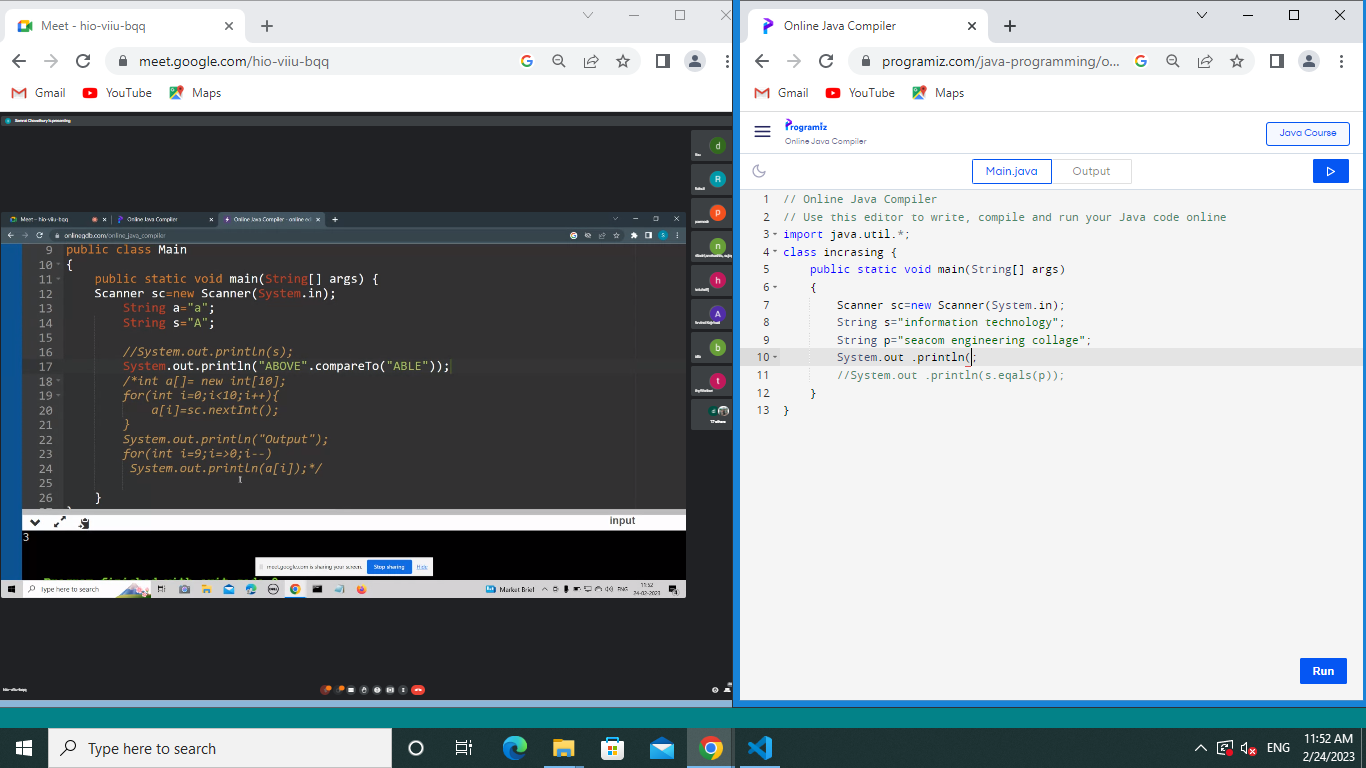 Meet - hio-viiu-bqq
meet.google.com/hio-viiu-bqq
Gmail YouTube Maps
Meet - hio-viiu-bqq Online Java Compiler
onlinegdb.com/online_java_compiler
9 public class Main
10 {
11 public static void main(String[] args) {
12 Scanner sc=new Scanner(System.in);
13 String a="a";
14 String s="A";
15
16 //System.out.println(s);
17 System.out.println("ABOVE".compareTo("ABLE"));
18 /*int a[]= new int[10];
19 for(int i=0;i<10;i++){
20 a[i]=sc.nextInt();
21 }
22 System.out.println("Output");
23 for(int i=9;i=>0;i--)
24 System.out.println(a[i]);*/
25
26 }
input
3
meet.google.com is sharing your screen. Stop sharing Hide
Type here to search
Market Brief ENG 11:52
24-02-2023
hio-viiu-bqq
Online Java Compiler
programiz.com/java-programming/o...
Gmail YouTube Maps
Programiz
Online Java Compiler
Java Course
Main.java Output
1 // Online Java Compiler
2 // Use this editor to write, compile and run your Java code online
3 import java.util.*;
4 class incrasing {
5 public static void main(String[] args)
6 {
7 Scanner sc=new Scanner(System.in);
8 String s="information technology";
9 String p="seacom engineering collage";
10 System.out .println(;
11 //System.out .println(s.eqals(p));
12 }
13 }
Run
Type here to search
ENG
11:52 AM
2/24/2023